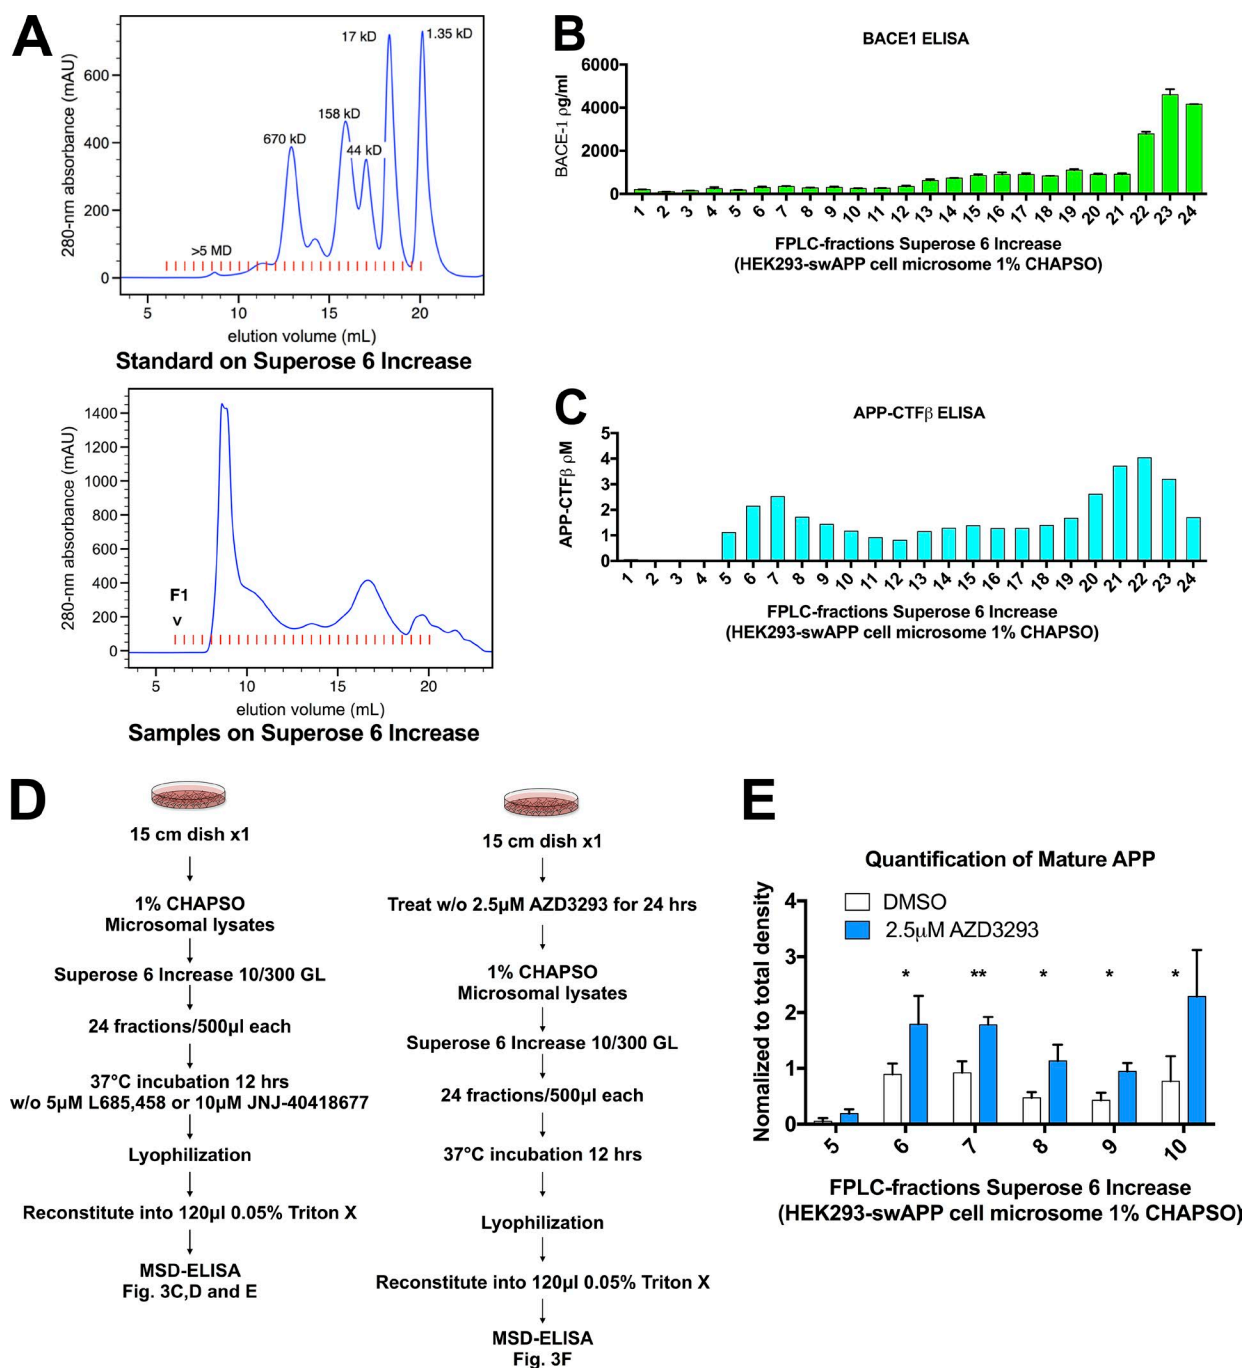 A
280-nm absorbance (mAU)
600
400
200
0
>5 MD
670 kD
158 kD
44 kD
17 kD
1.35 kD
5
10
15
20
elution volume (mL)
Standard on Superose 6 Increase
280-nm absorbance (mAU)
1400
1200
1000
800
600
400
200
0
F1
v
5
10
15
20
elution volume (mL)
Samples on Superose 6 Increase
B
BACE1 ELISA
BACE-1 ρg/ml
6000
4000
2000
0
1 2 3 4 5 6 7 8 9 10 11 12 13 14 15 16 17 18 19 20 21 22 23 24
FPLC-fractions Superose 6 Increase
(HEK293-swAPP cell microsome 1% CHAPSO)
C
APP-CTFβ ELISA
APP-CTFβ ρM
5
4
3
2
1
0
1 2 3 4 5 6 7 8 9 10 11 12 13 14 15 16 17 18 19 20 21 22 23 24
FPLC-fractions Superose 6 Increase
(HEK293-swAPP cell microsome 1% CHAPSO)
D
15 cm dish x1
1% CHAPSO
Microsomal lysates
Superose 6 Increase 10/300 GL
24 fractions/500μl each
37°C incubation 12 hrs
w/o 5μM L685,458 or 10μM JNJ-40418677
Lyophilization
Reconstitute into 120μl 0.05% Triton X
MSD-ELISA
Fig. 3C,D and E
15 cm dish x1
Treat w/o 2.5μM AZD3293 for 24 hrs
1% CHAPSO
Microsomal lysates
Superose 6 Increase 10/300 GL
24 fractions/500μl each
37°C incubation 12 hrs
Lyophilization
Reconstitute into 120μl 0.05% Triton X
MSD-ELISA
Fig. 3F
E
Quantification of Mature APP
DMSO
2.5μM AZD3293
Nomalized to total density
4
3
2
1
0
* ** * * *
5 6 7 8 9 10
FPLC-fractions Superose 6 Increase
(HEK293-swAPP cell microsome 1% CHAPSO)